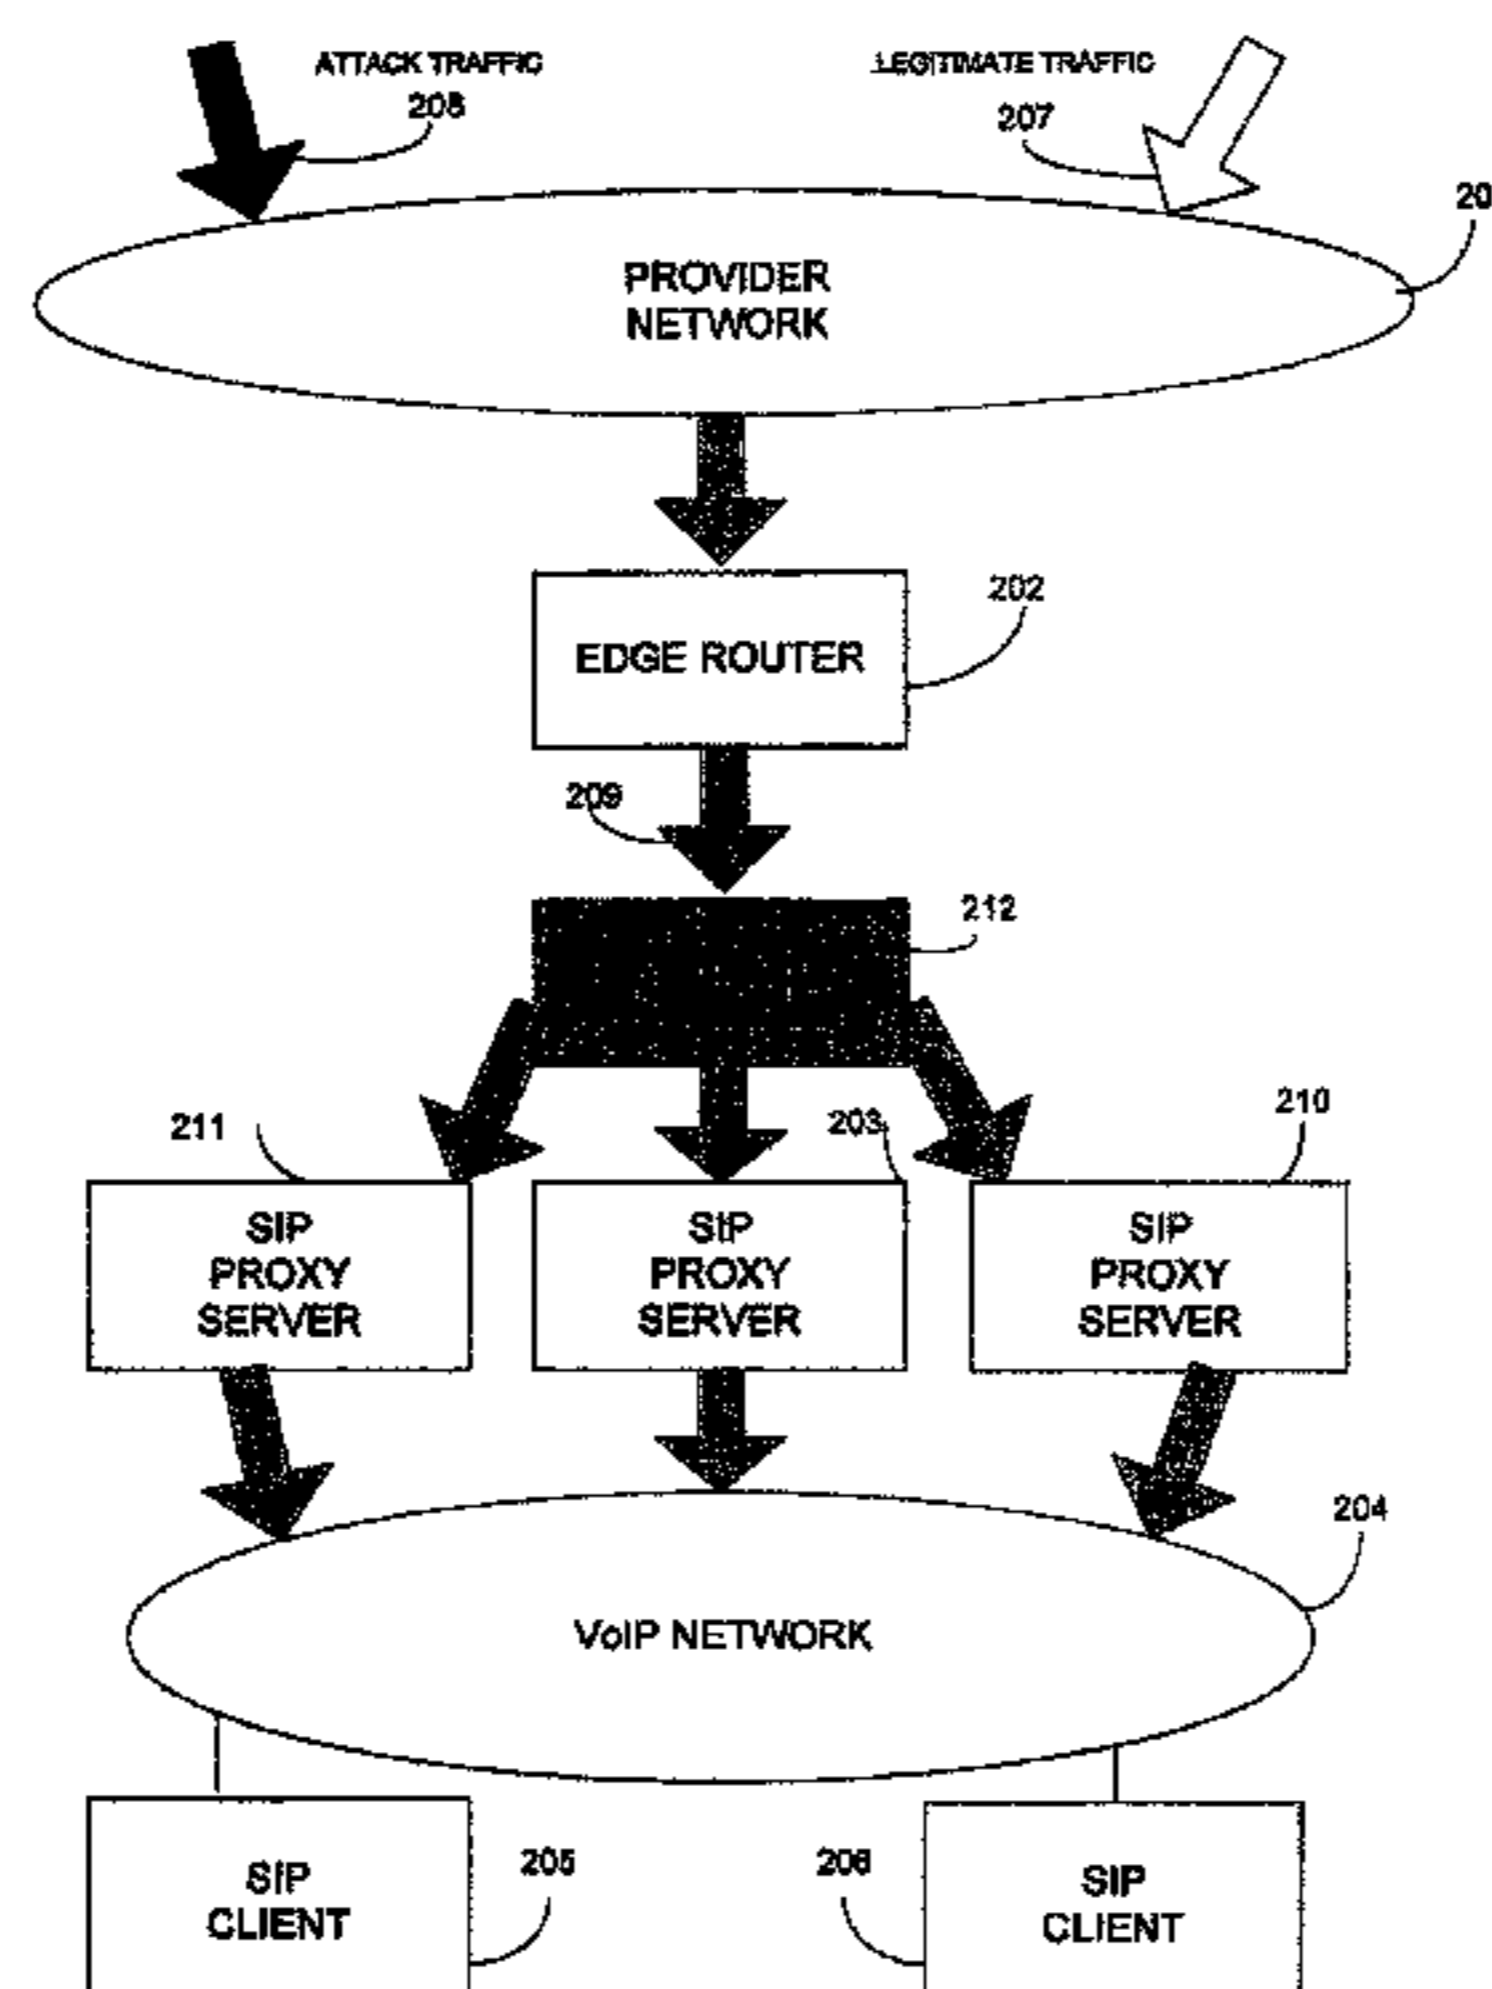 ATTACK TRAFFIC
208
LEGITIMATE TRAFFIC
207
20
PROVIDER
NETWORK
202
EDGE ROUTER
209
212
211
203
210
SIP
PROXY
SERVER
SIP
PROXY
SERVER
SIP
PROXY
SERVER
204
VoIP NETWORK
205
206
SIP
CLIENT
SIP
CLIENT